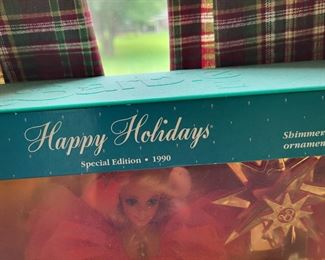 Happy Holidays®
Special Edition • 1990
Shimmer
ornamen
B